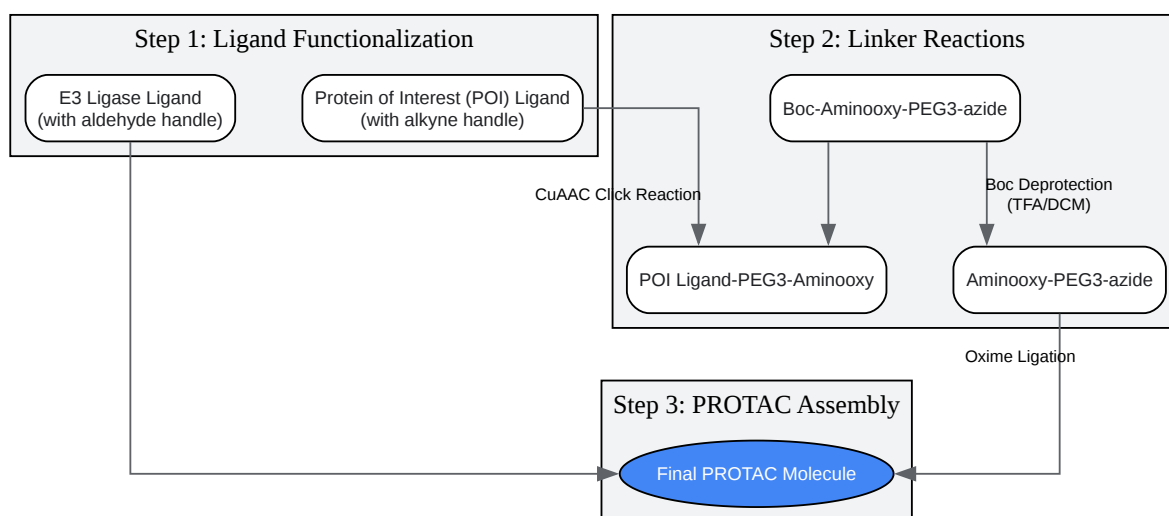 Step 1: Ligand Functionalization
E3 Ligase Ligand
(with aldehyde handle)
Protein of Interest (POI) Ligand
(with alkyne handle)
Step 2: Linker Reactions
Boc-Aminooxy-PEG3-azide
CuAAC Click Reaction
Boc Deprotection
(TFA/DCM)
POI Ligand-PEG3-Aminooxy
Aminooxy-PEG3-azide
Oxime Ligation
Step 3: PROTAC Assembly
Final PROTAC Molecule